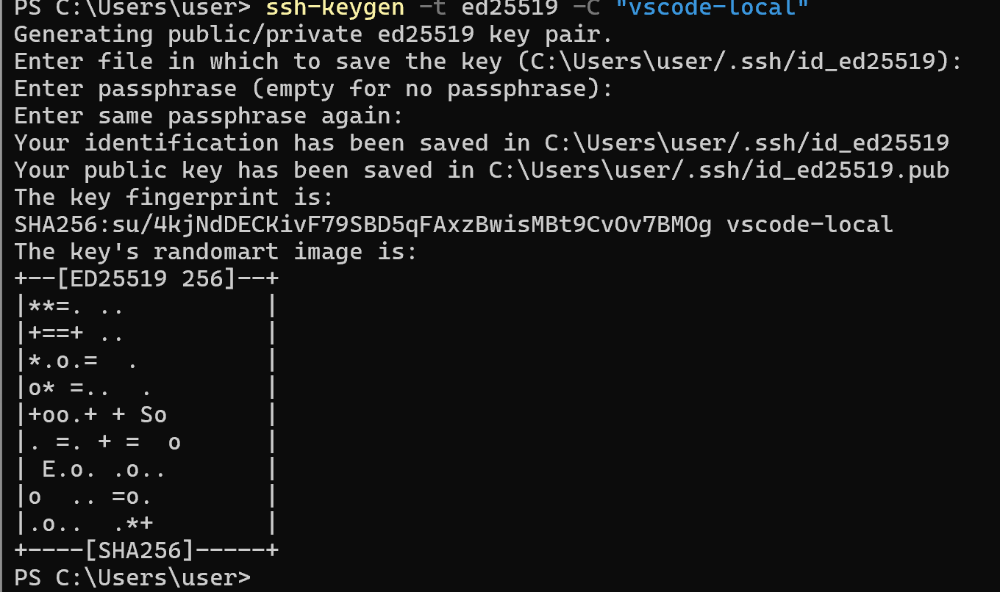 PS C:\Users\user> ssh-keygen -t ed25519 -C "vscode-local"
Generating public/private ed25519 key pair.
Enter file in which to save the key (C:\Users\user/.ssh/id_ed25519):
Enter passphrase (empty for no passphrase):
Enter same passphrase again:
Your identification has been saved in C:\Users\user/.ssh/id_ed25519
Your public key has been saved in C:\Users\user/.ssh/id_ed25519.pub
The key fingerprint is:
SHA256:su/4kjNdDECKivF79SBD5qFAxzBwisMBt9CvOv7BMOg vscode-local
The key's randomart image is:
+--[ED25519 256]--+
|**=. ..          |
|+==+ ..          |
|*.o.=  .         |
|o* =..  .        |
|+oo.+ + So       |
|. =. + =  o      |
| E.o. .o..       |
|o  .. =o.        |
|.o..  .*+        |
+----[SHA256]-----+
PS C:\Users\user>